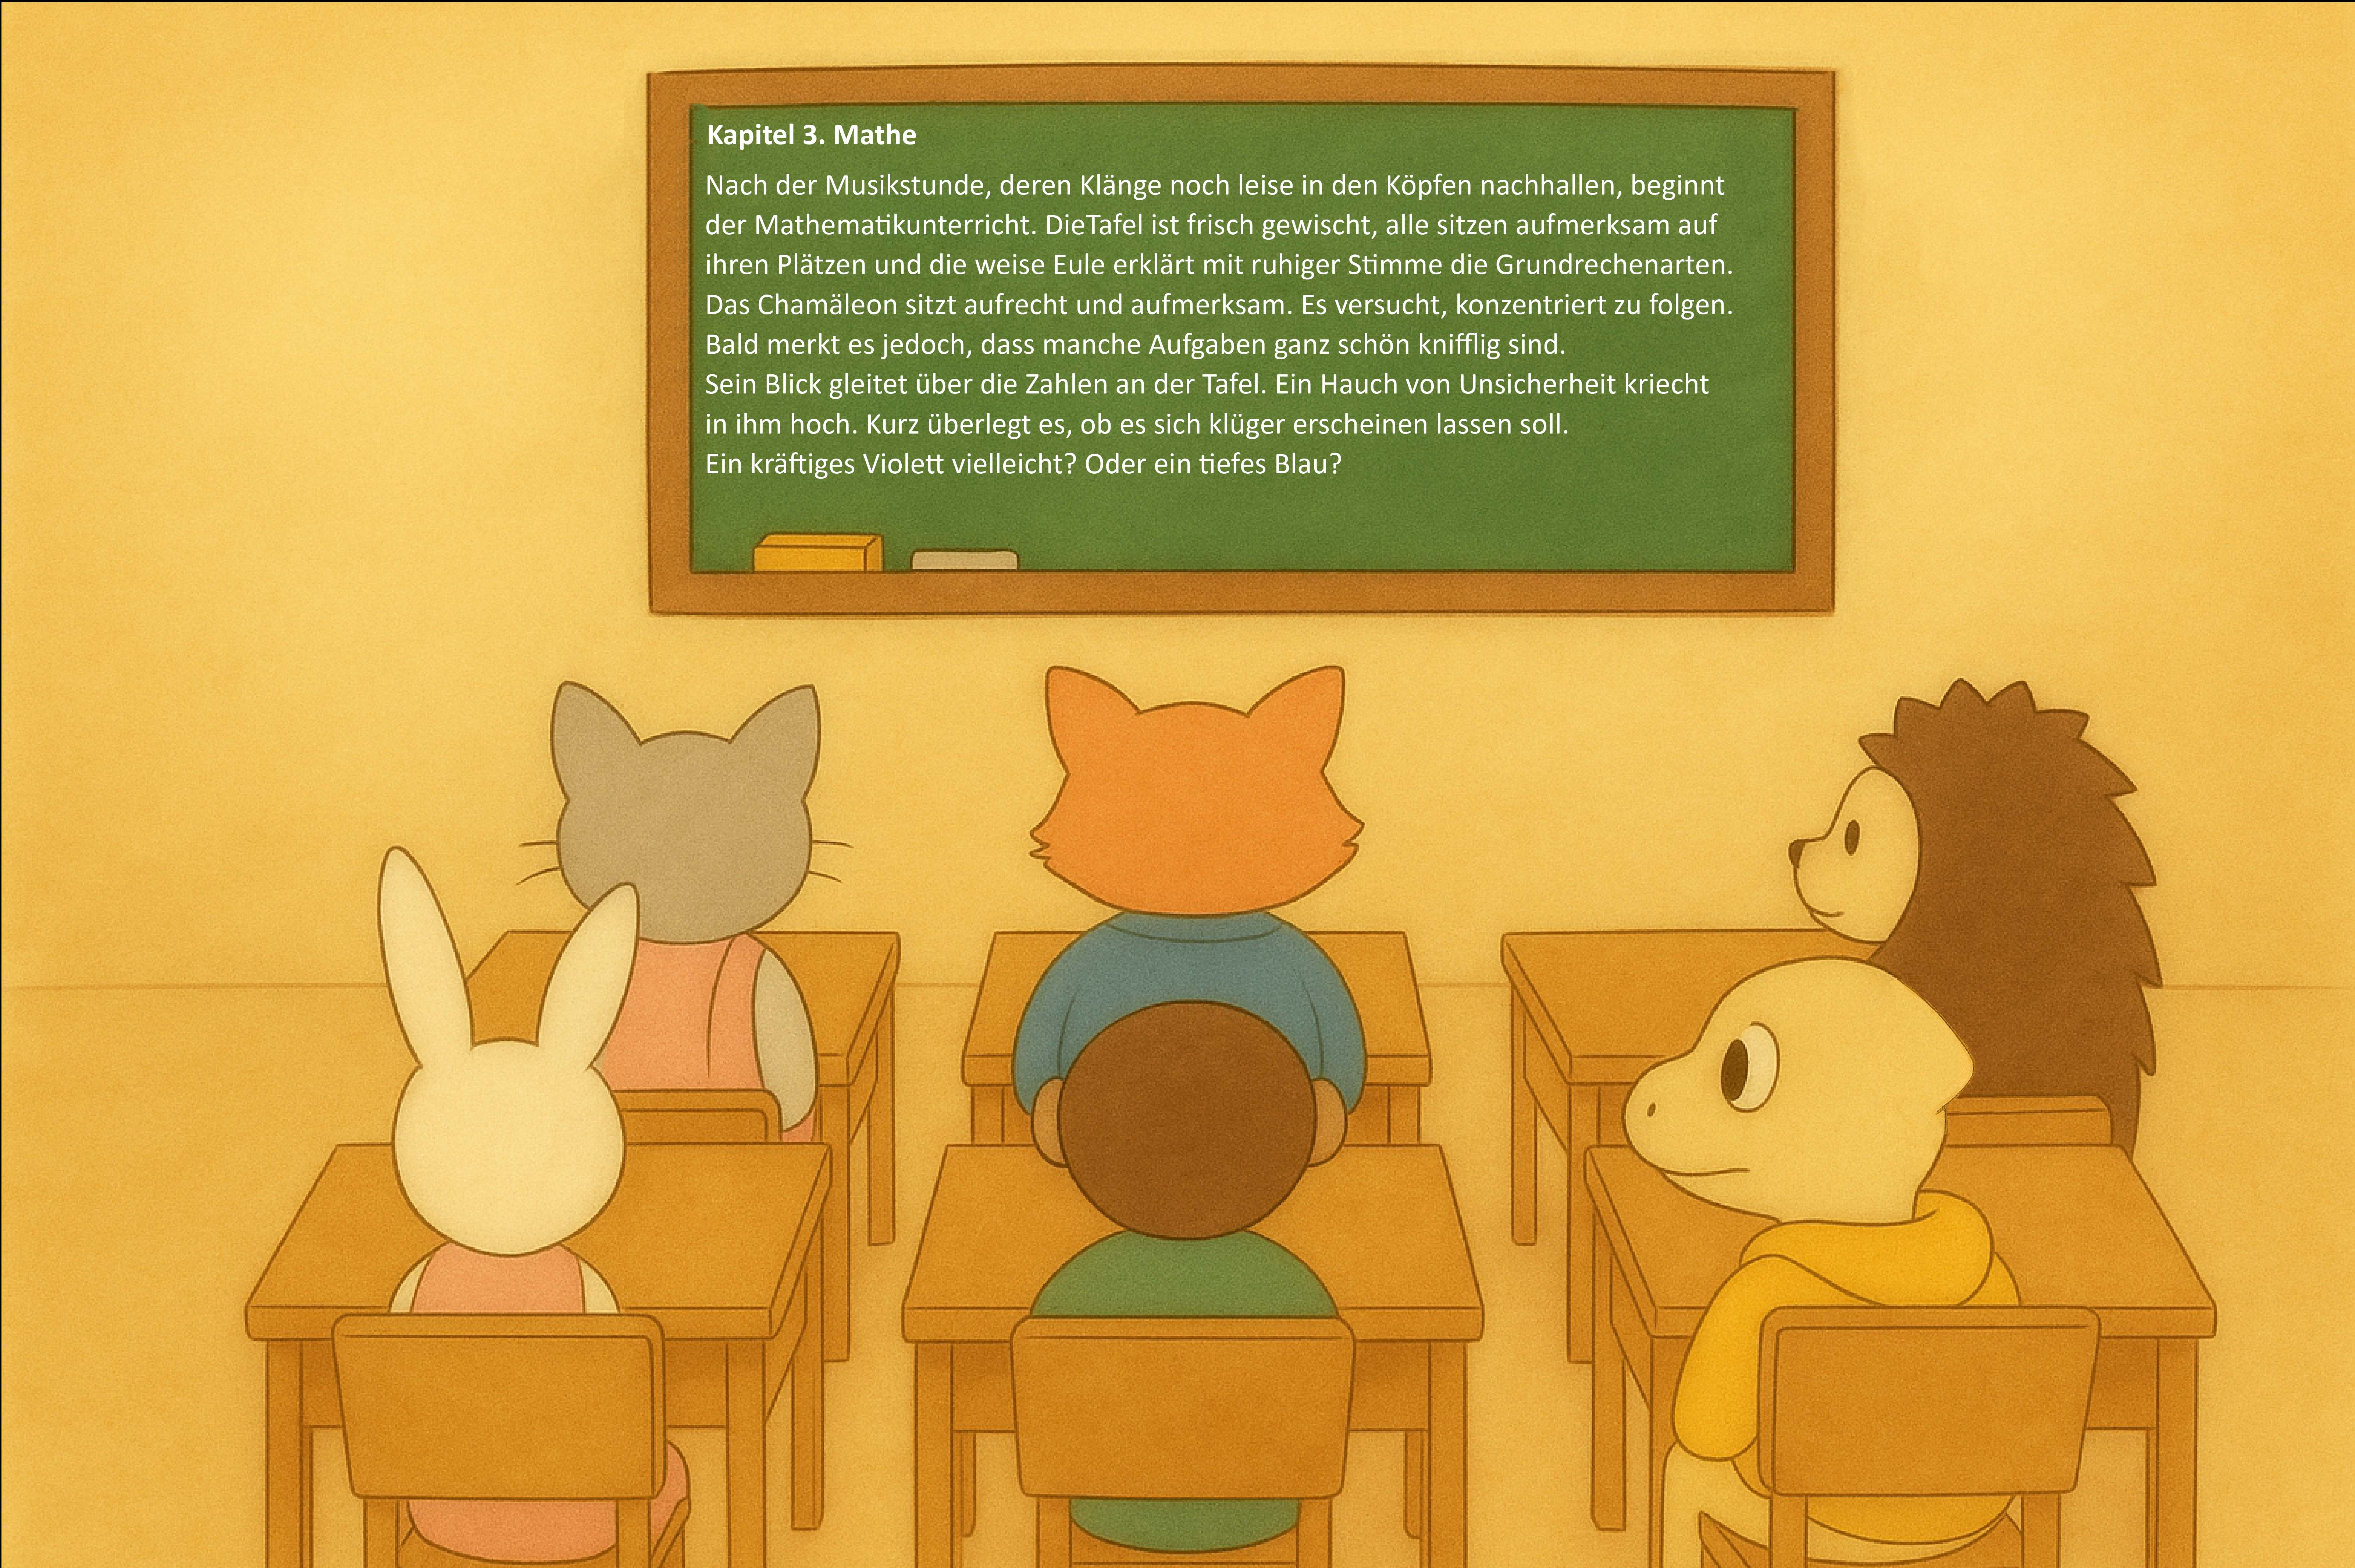 Kapitel 3. Mathe
Nach der Musikstunde, deren Klänge noch leise in den Köpfen nachhallen, beginnt
der Mathematikunterricht. DieTafel ist frisch gewischt, alle sitzen aufmerksam auf
ihren Plätzen und die weise Eule erklärt mit ruhiger Stimme die Grundrechenarten.
Das Chamäleon sitzt aufrecht und aufmerksam. Es versucht, konzentriert zu folgen.
Bald merkt es jedoch, dass manche Aufgaben ganz schön knifflig sind.
Sein Blick gleitet über die Zahlen an der Tafel. Ein Hauch von Unsicherheit kriecht
in ihm hoch. Kurz überlegt es, ob es sich klüger erscheinen lassen soll.
Ein kräftiges Violett vielleicht? Oder ein tiefes Blau?